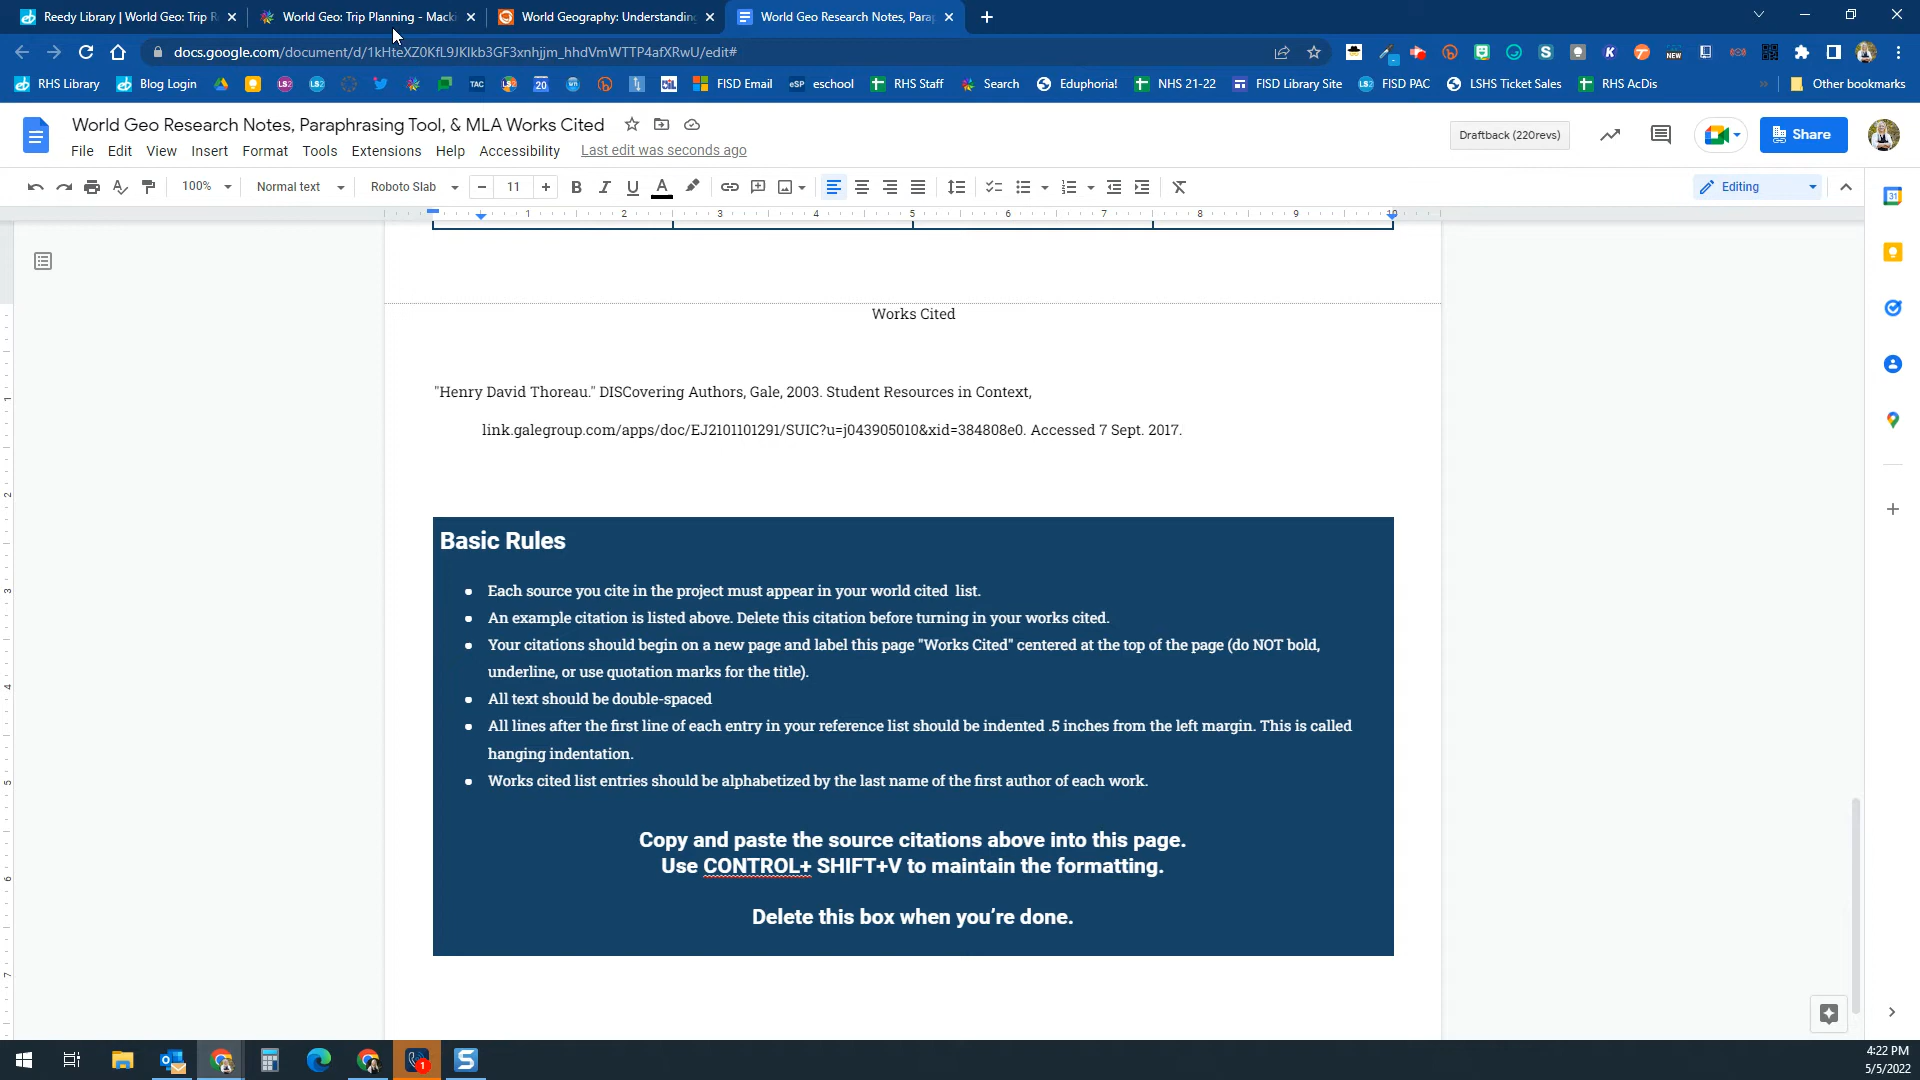 Reedy Library | World Geo: Trip R
World Geo: Trip Planning - Macki
World Geography: Understanding
World Geo Research Notes, Para
docs.google.com/document/d/1kHteXZ0KfL9JKlkb3GF3xnhjjm_hhdVmWTTP4afXRwU/edit#
RHS Library
Blog Login
FISD Email
eschool
RHS Staff
Search
Eduphoria!
NHS 21-22
FISD Library Site
FISD PAC
LSHS Ticket Sales
RHS AcDis
Other bookmarks
World Geo Research Notes, Paraphrasing Tool, & MLA Works Cited
Draftback (220revs)
Share
File Edit View Insert Format Tools Extensions Help Accessibility Last edit was seconds ago
100% Normal text Roboto Slab 11 Editing
1 2 3 4 5 6 7 8 9 10
Works Cited
"Henry David Thoreau." DISCovering Authors, Gale, 2003. Student Resources in Context,
link.galegroup.com/apps/doc/EJ2101101291/SUIC?u=j043905010&xid=384808e0. Accessed 7 Sept. 2017.
Basic Rules
● Each source you cite in the project must appear in your world cited  list.
● An example citation is listed above. Delete this citation before turning in your works cited.
● Your citations should begin on a new page and label this page "Works Cited" centered at the top of the page (do NOT bold,
underline, or use quotation marks for the title).
● All text should be double-spaced
● All lines after the first line of each entry in your reference list should be indented .5 inches from the left margin. This is called
hanging indentation.
● Works cited list entries should be alphabetized by the last name of the first author of each work.
Copy and paste the source citations above into this page.
Use CONTROL+ SHIFT+V to maintain the formatting.
Delete this box when you're done.
4:22 PM
5/5/2022